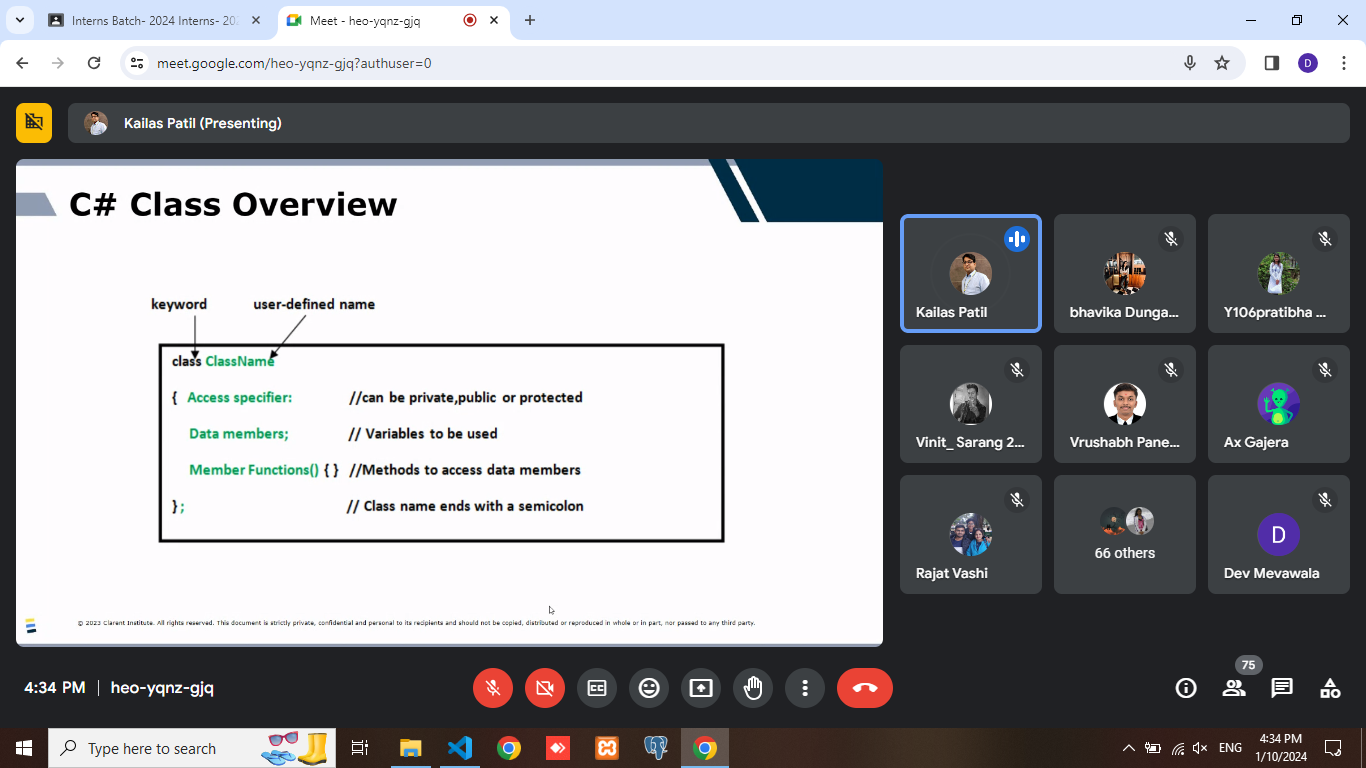 Interns Batch- 2024 Interns- 202
Meet - heo-yqnz-gjq
meet.google.com/heo-yqnz-gjq?authuser=0
D
Kailas Patil (Presenting)
C# Class Overview
keyword
user-defined name
class ClassName
{ Access specifier: //can be private,public or protected
Data members; // Variables to be used
Member Functions() { } //Methods to access data members
}; // Class name ends with a semicolon
© 2023 Clarent Institute. All rights reserved. This document is strictly private, confidential and personal to its recipients and should not be copied, distributed or reproduced in whole or in part, nor passed to any third party.
Kailas Patil
bhavika Dunga...
Y106pratibha ...
Vinit_ Sarang 2...
Vrushabh Pane...
Ax Gajera
Rajat Vashi
66 others
D
Dev Mevawala
4:34 PM | heo-yqnz-gjq
75
Type here to search
ENG
4:34 PM
1/10/2024